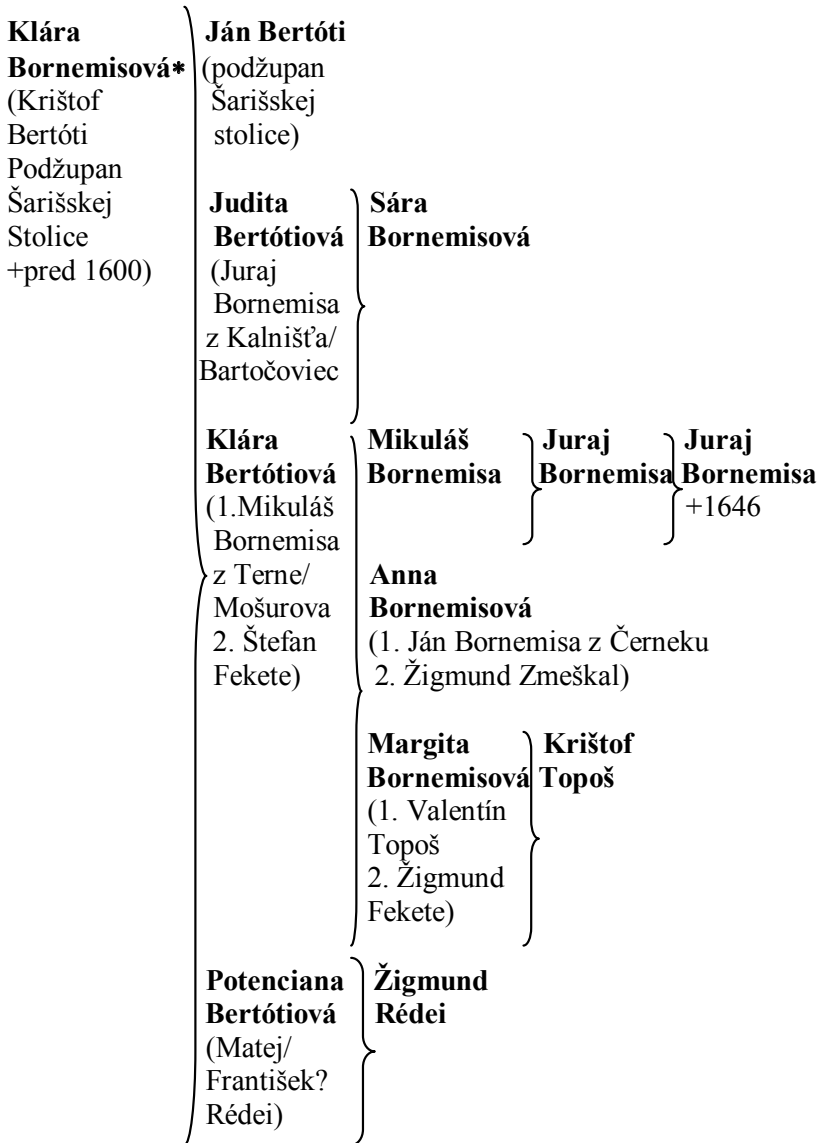 Klára
Bornemisová*
(Krištof
Bertóti
Podžupan
Šarišskej
Stolice
+pred 1600)
Ján Bertóti
(podžupan
Šarišskej
stolice)
Judita
Bertótiová
(Juraj
Bornemisa
z Kalnišťa/
Bartočoviec
Sára
Bornemisová
Klára
Bertótiová
(1.Mikuláš
Bornemisa
z Terne/
Mošurova
2. Štefan
Fekete)
Mikuláš
Bornemisa
Juraj
Bornemisa
Juraj
Bornemisa
+1646
Anna
Bornemisová
(1. Ján Bornemisa z Černeku
2. Žigmund Zmeškal)
Margita
Bornemisová
(1. Valentín
Topoš
2. Žigmund
Fekete)
Krištof
Topoš
Potenciana
Bertótiová
(Matej/
František?
Rédei)
Žigmund
Rédei